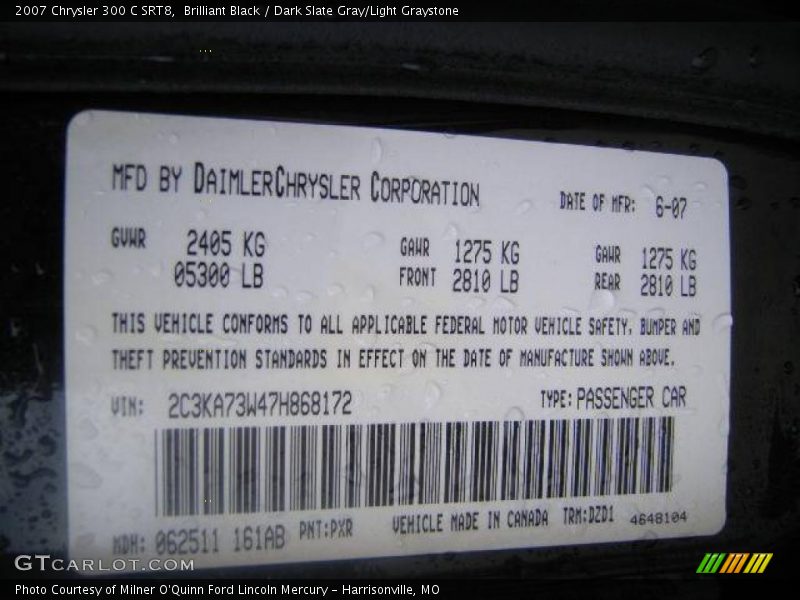 2007 Chrysler 300 C SRT8,  Brilliant Black / Dark Slate Gray/Light Graystone
MFD BY DAIMLERCHRYSLER CORPORATION
DATE OF MFR: 6-07
GVWR 2405 KG
05300 LB
GAWR 1275 KG
FRONT 2810 LB
GAWR 1275 KG
REAR 2810 LB
THIS VEHICLE CONFORMS TO ALL APPLICABLE FEDERAL MOTOR VEHICLE SAFETY, BUMPER AND
THEFT PREVENTION STANDARDS IN EFFECT ON THE DATE OF MANUFACTURE SHOWN ABOVE.
VIN: 2C3KA73W47H868172
TYPE: PASSENGER CAR
MDH: 062511 161AB PNT:PXR VEHICLE MADE IN CANADA TRM:DZD1 4648104
GTCARLOT.COM
Photo Courtesy of Milner O'Quinn Ford Lincoln Mercury - Harrisonville, MO